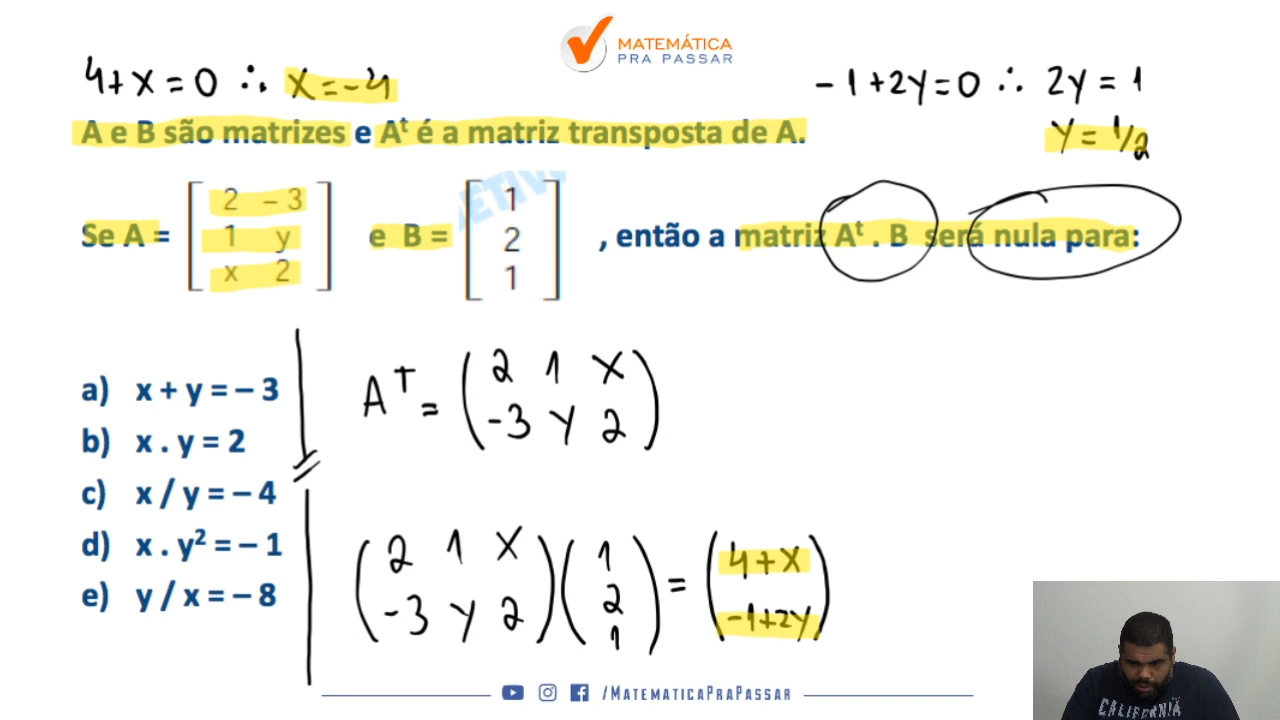 MATEMÁTICA
PRA PASSAR
4+x=0 ∴ x=-4
-1+2y=0 ∴ 2y=1
y=1/2
A e B são matrizes e Aᵗ é a matriz transposta de A.
Se A = [ 2 – 3 ; 1 y ; x 2 ] e B = [ 1 ; 2 ; 1 ] , então a matriz Aᵗ . B será nula para:
a) x + y = – 3
b) x . y = 2
c) x / y = – 4
d) x . y² = – 1
e) y / x = – 8
Aᵀ = ( 2 1 x ; -3 y 2 )
( 2 1 x ; -3 y 2 ) ( 1 ; 2 ; 1 ) = ( 4+x ; -1+2y )
/MATEMATICAPRAPASSAR
CALIFORNIA